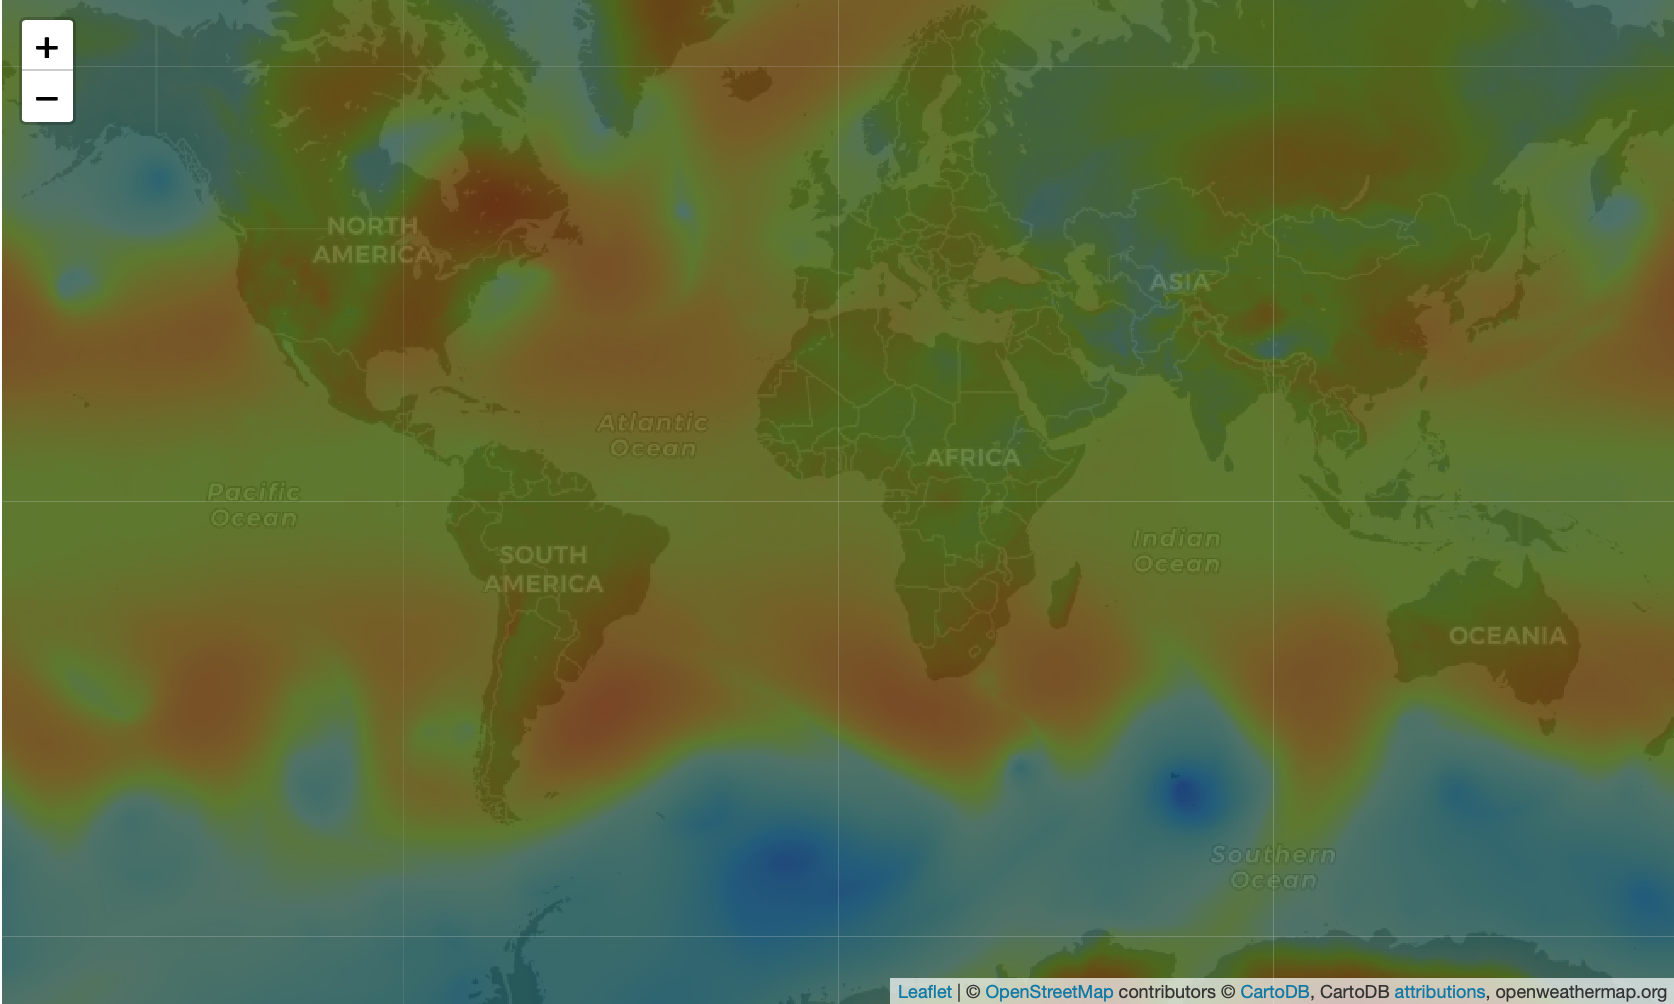 +
−
NORTH
AMERICA
ASIA
Atlantic
Ocean
AFRICA
Pacific
Ocean
Indian
Ocean
SOUTH
AMERICA
OCEANIA
Southern
Ocean
Leaflet | © OpenStreetMap contributors © CartoDB, CartoDB attributions, openweathermap.org